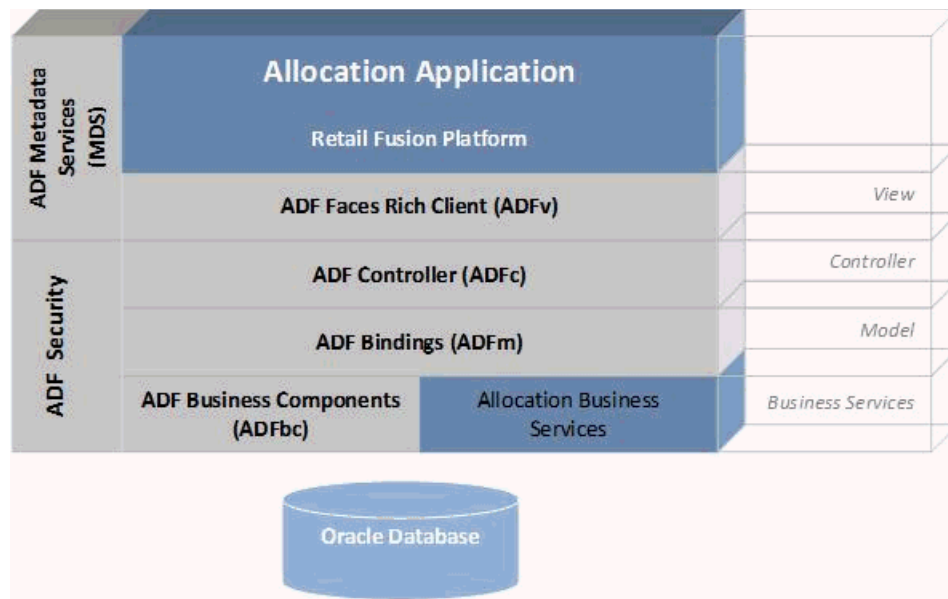 ADF Metadata
Services
(MDS)
ADF Security
Allocation Application
Retail Fusion Platform
ADF Faces Rich Client (ADFv)
View
ADF Controller (ADFc)
Controller
ADF Bindings (ADFm)
Model
ADF Business Components
(ADFbc)
Allocation Business
Services
Business Services
Oracle Database